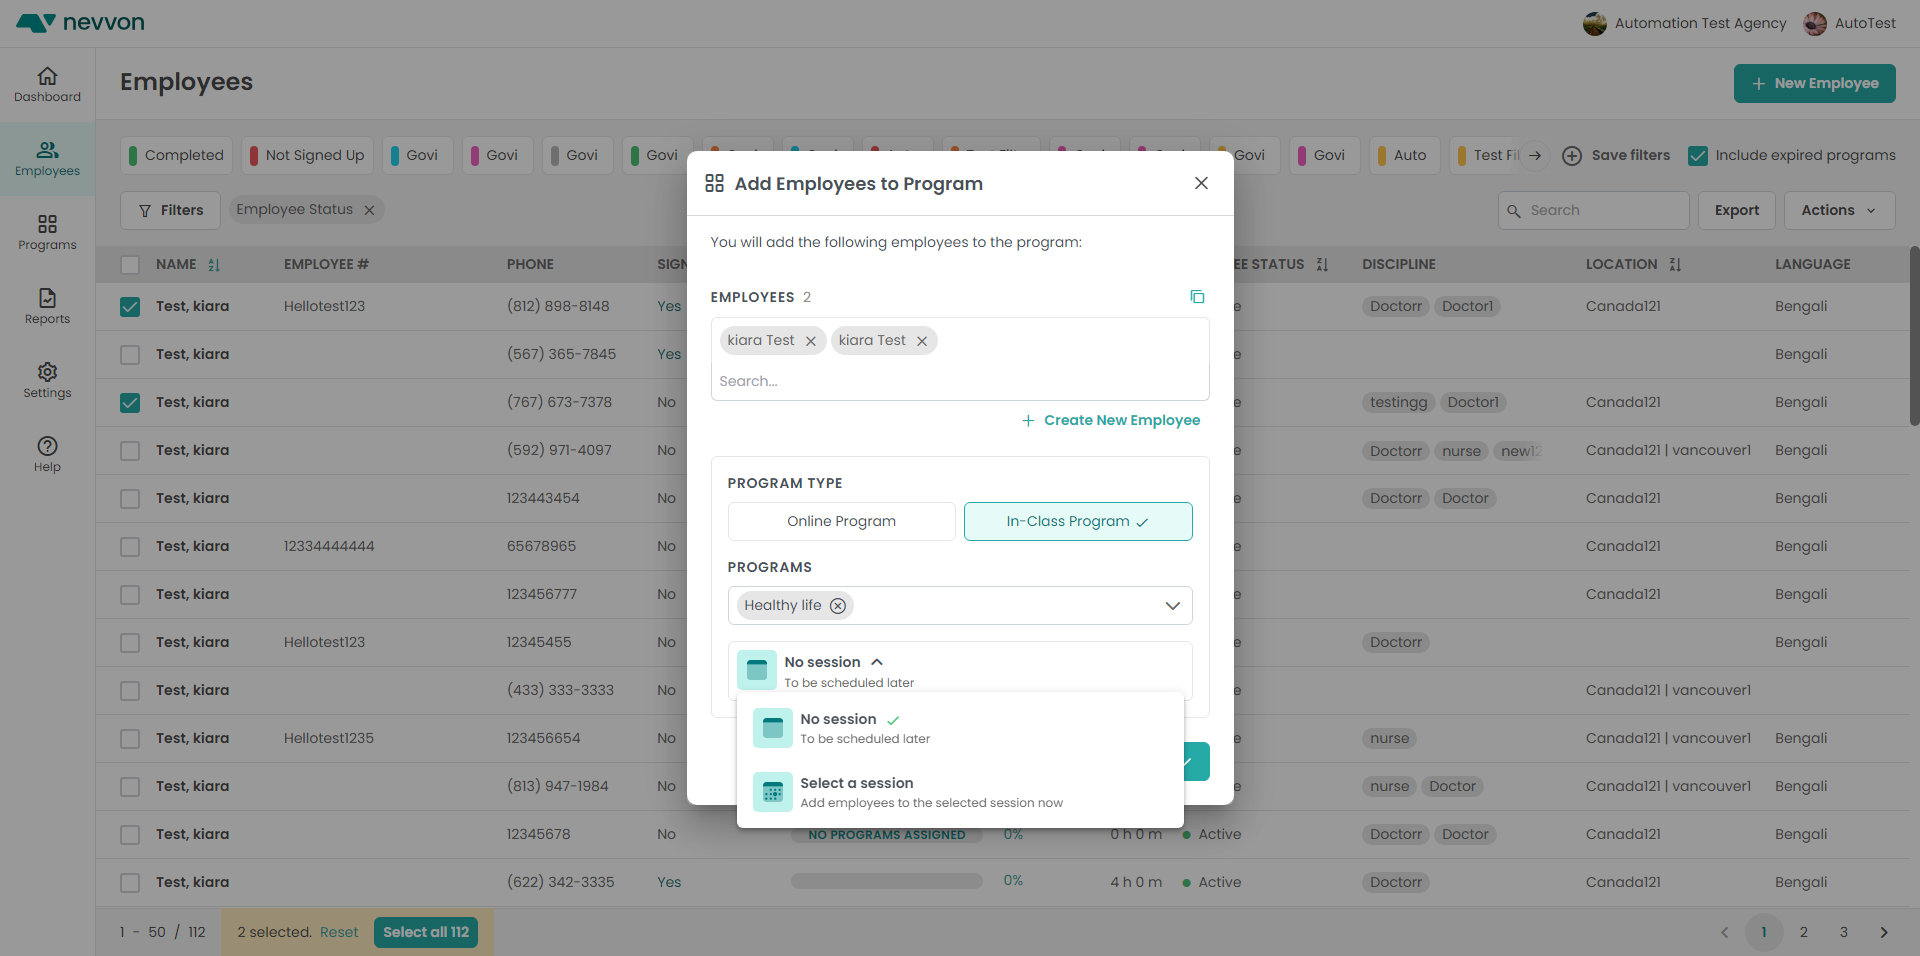 nevvon
Automation Test Agency
AutoTest
Dashboard
Employees
Programs
Reports
Settings
Help
Employees
+ New Employee
Completed Not Signed Up Govi Govi Govi Govi Govi Govi Auto Test Fil
Save filters
Include expired programs
Filters
Employee Status
Search
Export
Actions
NAME EMPLOYEE # PHONE SIGN EE STATUS DISCIPLINE LOCATION LANGUAGE
Test, kiara Hellotest123 (812) 898-8148 Yes e Doctorr Doctor1 Canada121 Bengali
Test, kiara (567) 365-7845 Yes e Bengali
Test, kiara (767) 673-7378 No e testingg Doctor1 Canada121 Bengali
Test, kiara (592) 971-4097 No e Doctorr nurse new12 Canada121 | vancouver1 Bengali
Test, kiara 123443454 No e Doctorr Doctor Canada121 Bengali
Test, kiara 12334444444 65678965 No e Canada121 Bengali
Test, kiara 123456777 No e Canada121 Bengali
Test, kiara Hellotest123 12345455 No e Doctorr Bengali
Test, kiara (433) 333-3333 No e Canada121 | vancouver1 Bengali
Test, kiara Hellotest1235 123456654 No e nurse Canada121 | vancouver1 Bengali
Test, kiara (813) 947-1984 No e nurse Doctor Canada121 | vancouver1 Bengali
Test, kiara 12345678 No NO PROGRAMS ASSIGNED 0% 0 h 0 m Active Doctorr Doctor Canada121 Bengali
Test, kiara (622) 342-3335 Yes 0% 4 h 0 m Active Doctorr Canada121 Bengali
1 - 50 / 112
2 selected. Reset
Select all 112
1 2 3
Add Employees to Program
You will add the following employees to the program:
EMPLOYEES 2
kiara Test kiara Test
Search...
+ Create New Employee
PROGRAM TYPE
Online Program In-Class Program
PROGRAMS
Healthy life
No session
To be scheduled later
No session
To be scheduled later
Select a session
Add employees to the selected session now